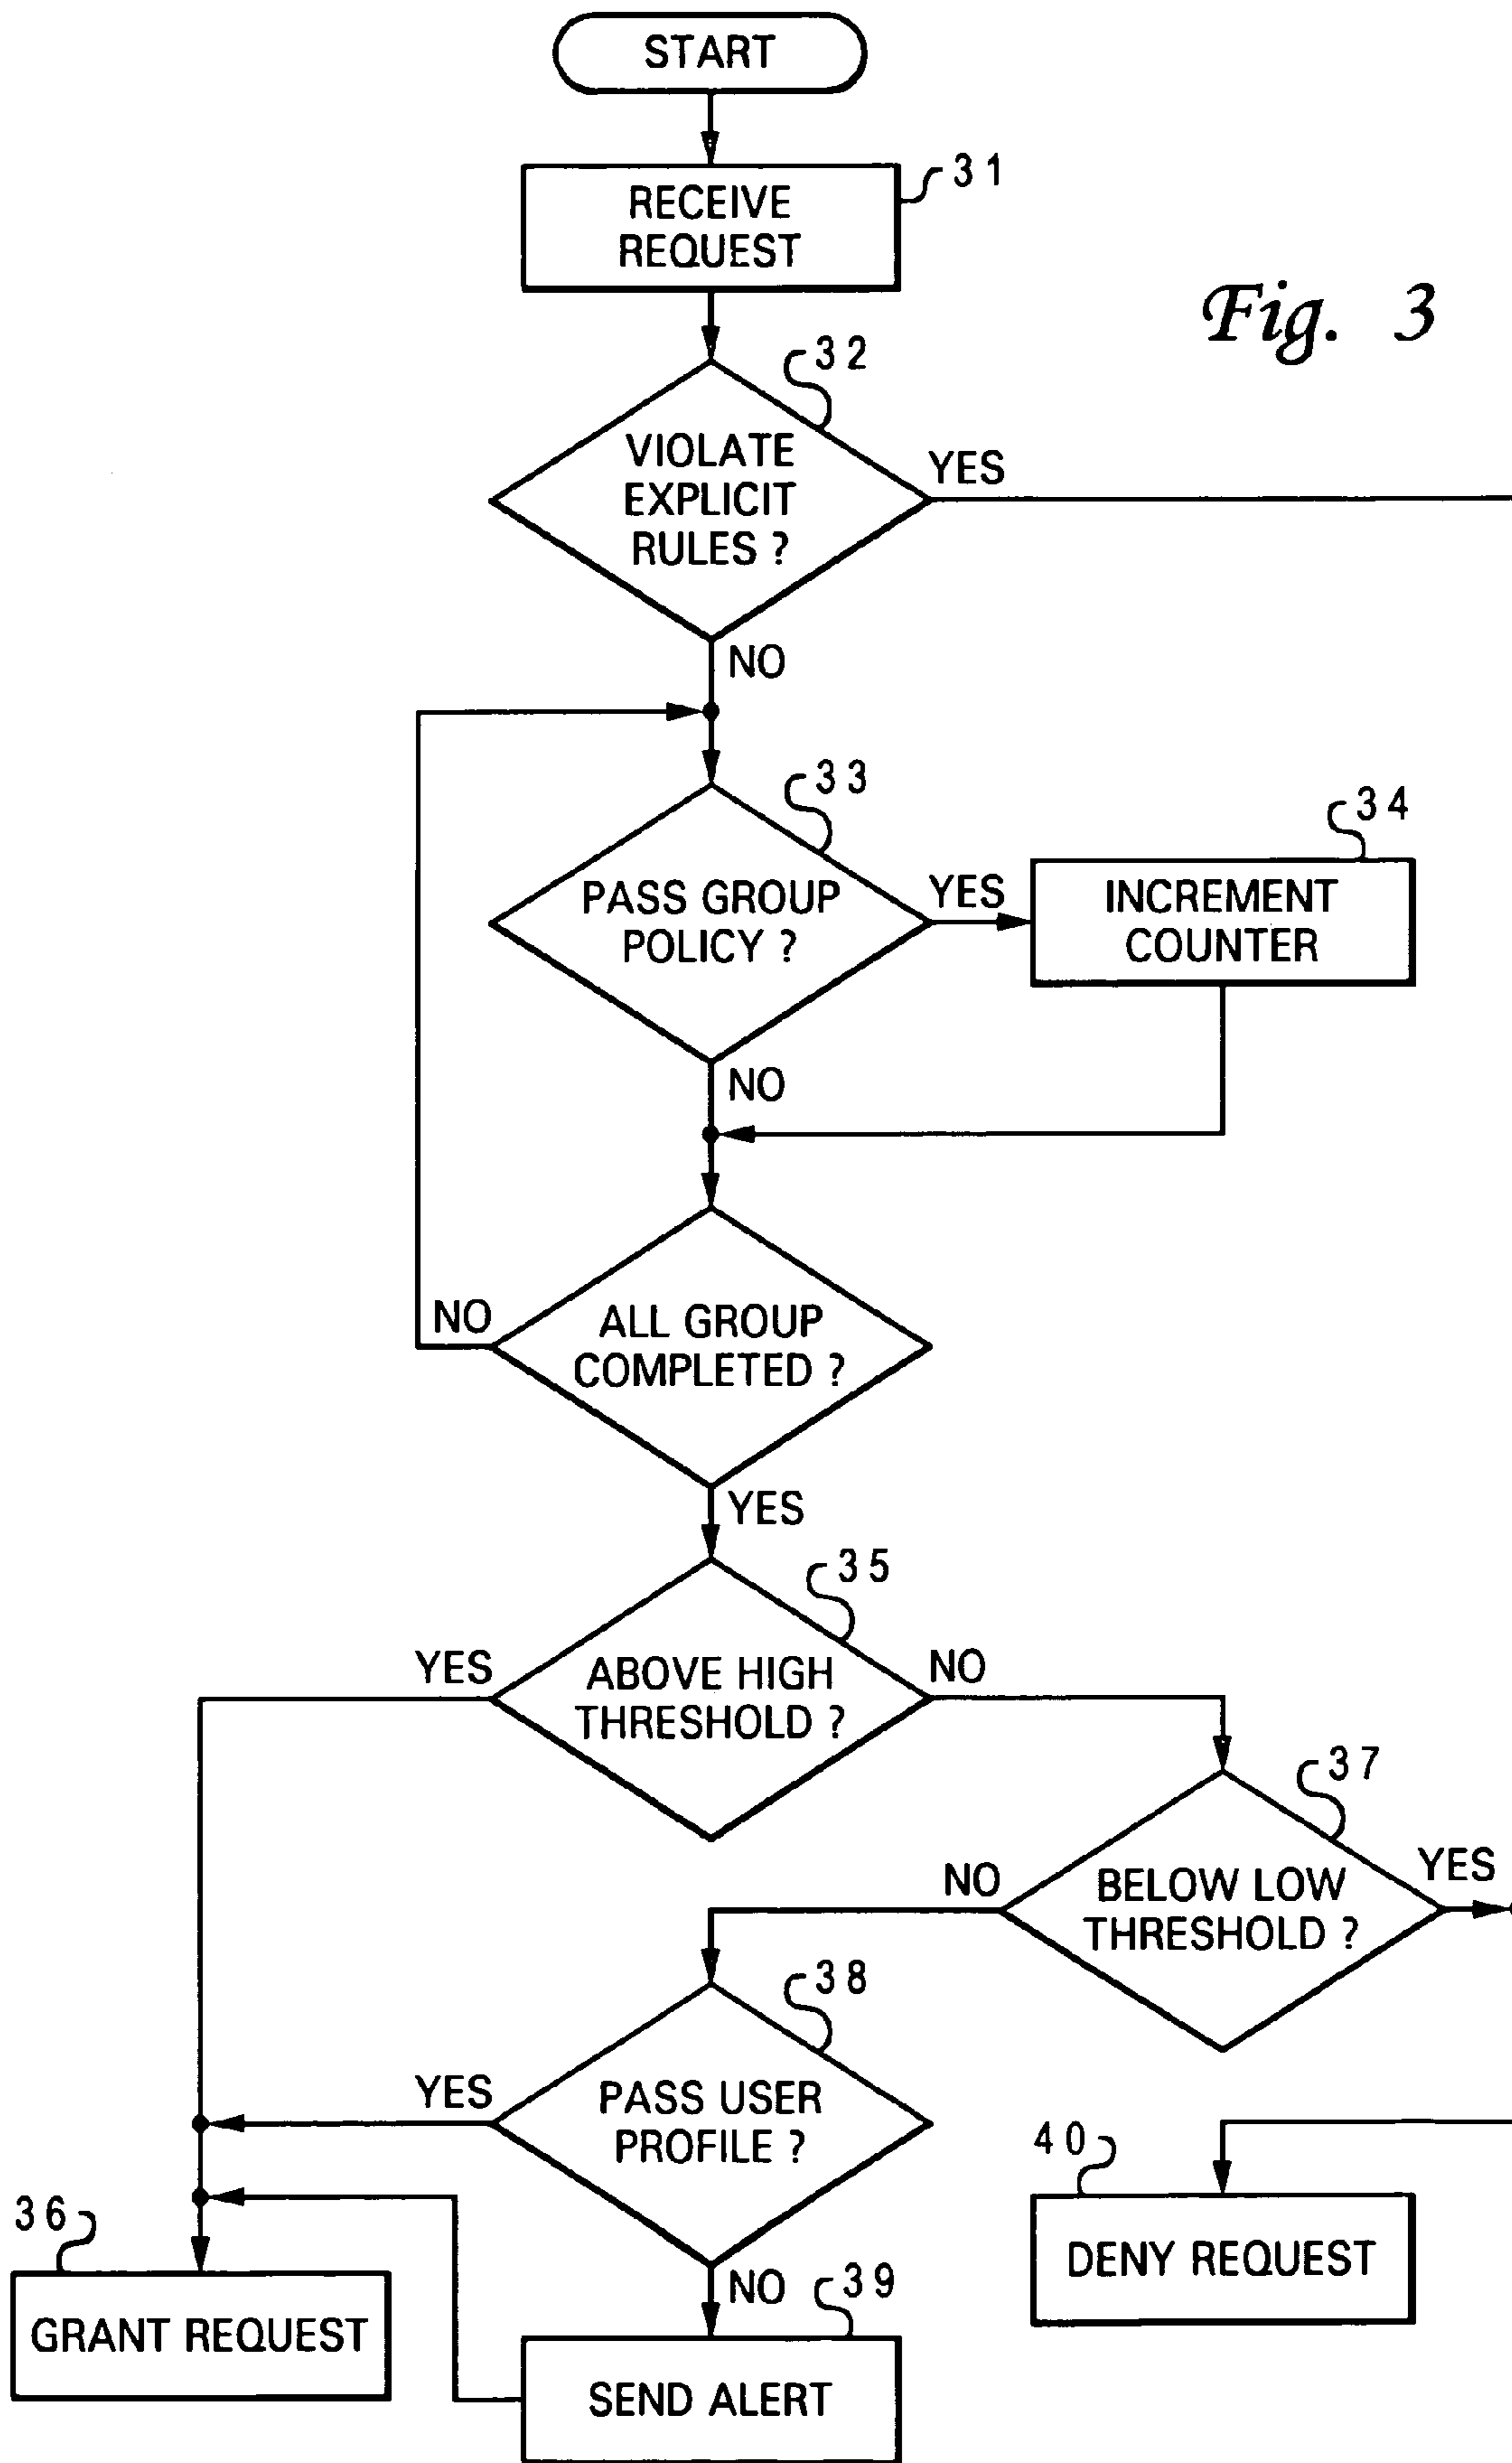 START
31
RECEIVE
REQUEST
Fig. 3
32
VIOLATE
EXPLICIT
RULES ?
YES
NO
33
PASS GROUP
POLICY ?
YES
34
INCREMENT
COUNTER
NO
NO
ALL GROUP
COMPLETED ?
YES
35
YES
ABOVE HIGH
THRESHOLD ?
NO
37
NO
BELOW LOW
THRESHOLD ?
YES
38
YES
PASS USER
PROFILE ?
40
DENY REQUEST
36
GRANT REQUEST
NO
39
SEND ALERT